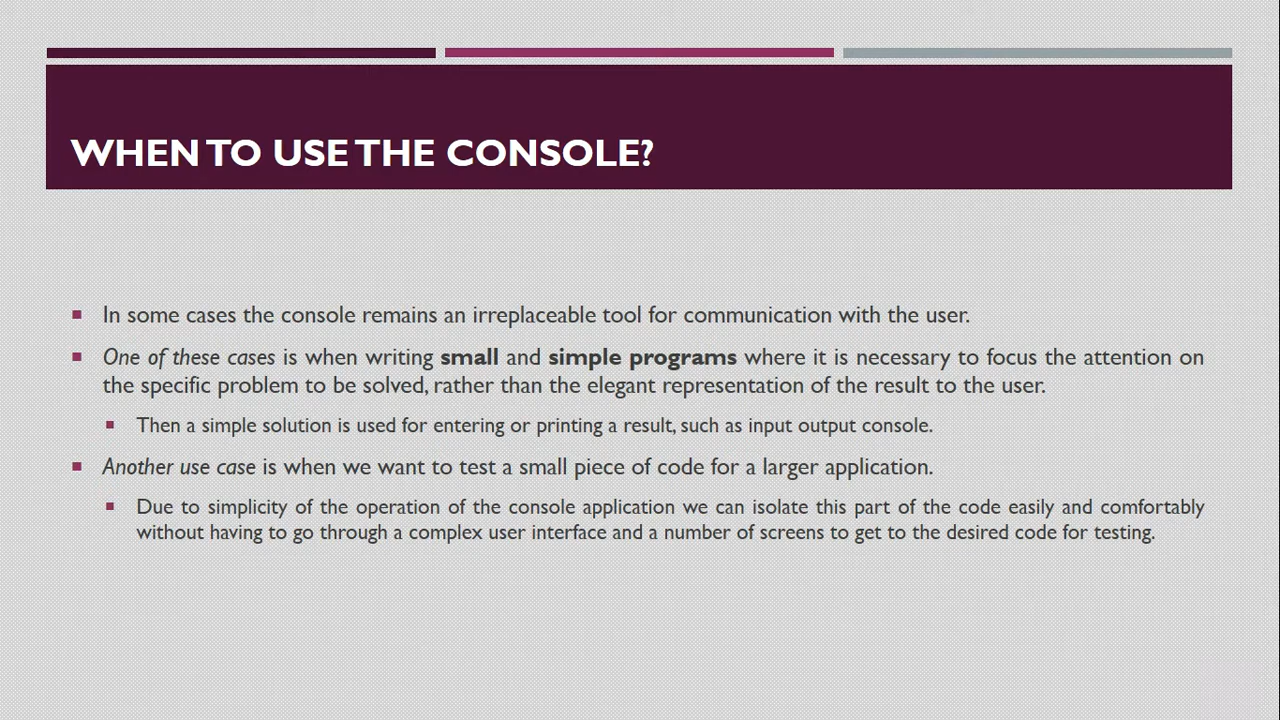 WHEN TO USE THE CONSOLE?
In some cases the console remains an irreplaceable tool for communication with the user.
One of these cases is when writing small and simple programs where it is necessary to focus the attention on
the specific problem to be solved, rather than the elegant representation of the result to the user.
Then a simple solution is used for entering or printing a result, such as input output console.
Another use case is when we want to test a small piece of code for a larger application.
Due to simplicity of the operation of the console application we can isolate this part of the code easily and comfortably
without having to go through a complex user interface and a number of screens to get to the desired code for testing.